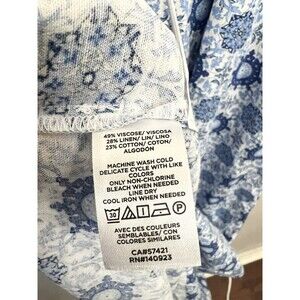 49% VISCOSE/ VISCOSA
28% LINEN/ LIN/ LINO
23% COTTON/ COTON/
ALGODÓN
MACHINE WASH COLD
DELICATE CYCLE WITH LIKE
COLORS
ONLY NON-CHLORINE
BLEACH WHEN NEEDED
LINE DRY
COOL IRON WHEN NEEDED
30 P
AVEC DES COULEURS
SEMBLABLES/ CON
COLORES SIMILARES
CA#57421
RN#140923